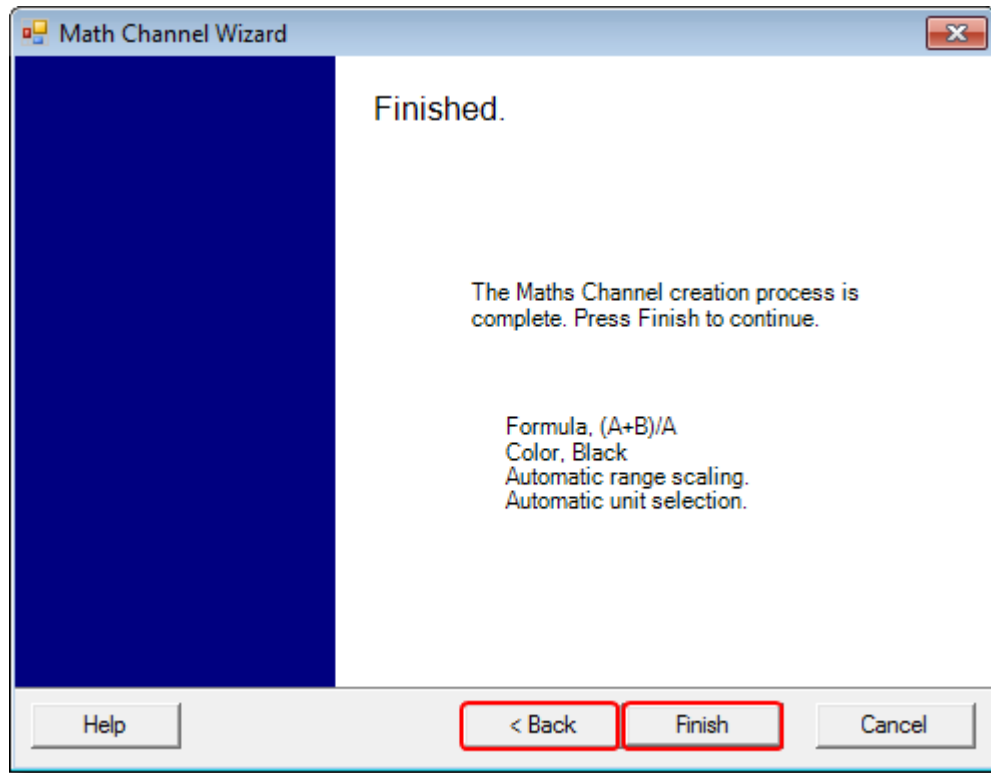 Math Channel Wizard
Finished.
The Maths Channel creation process is
complete. Press Finish to continue.
Formula, (A+B)/A
Color, Black
Automatic range scaling.
Automatic unit selection.
Help
< Back
Finish
Cancel